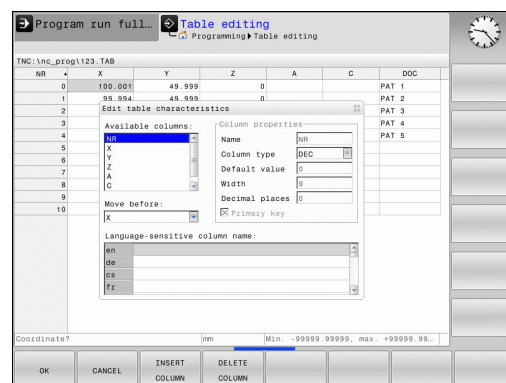 Program run full… Table editing
Programming Table editing
TNC:\nc_prog\123.TAB
NR X Y Z A C DOC
0 100.001 49.999 0 PAT 1
1 99.994 49.999 0 PAT 2
2 PAT 3
3 PAT 4
4 PAT 5
5
6
7
8
9
10
Edit table characteristics
Available columns:
NR
X
Y
Z
A
C
Move before:
X
Column properties
Name NR
Column type DEC
Default value 0
Width 9
Decimal places 0
Primary key
Language-sensitive column name:
en
de
cs
fr
Coordinate? mm Min. -99999.99999, max. +99999.99…
OK CANCEL INSERT COLUMN DELETE COLUMN